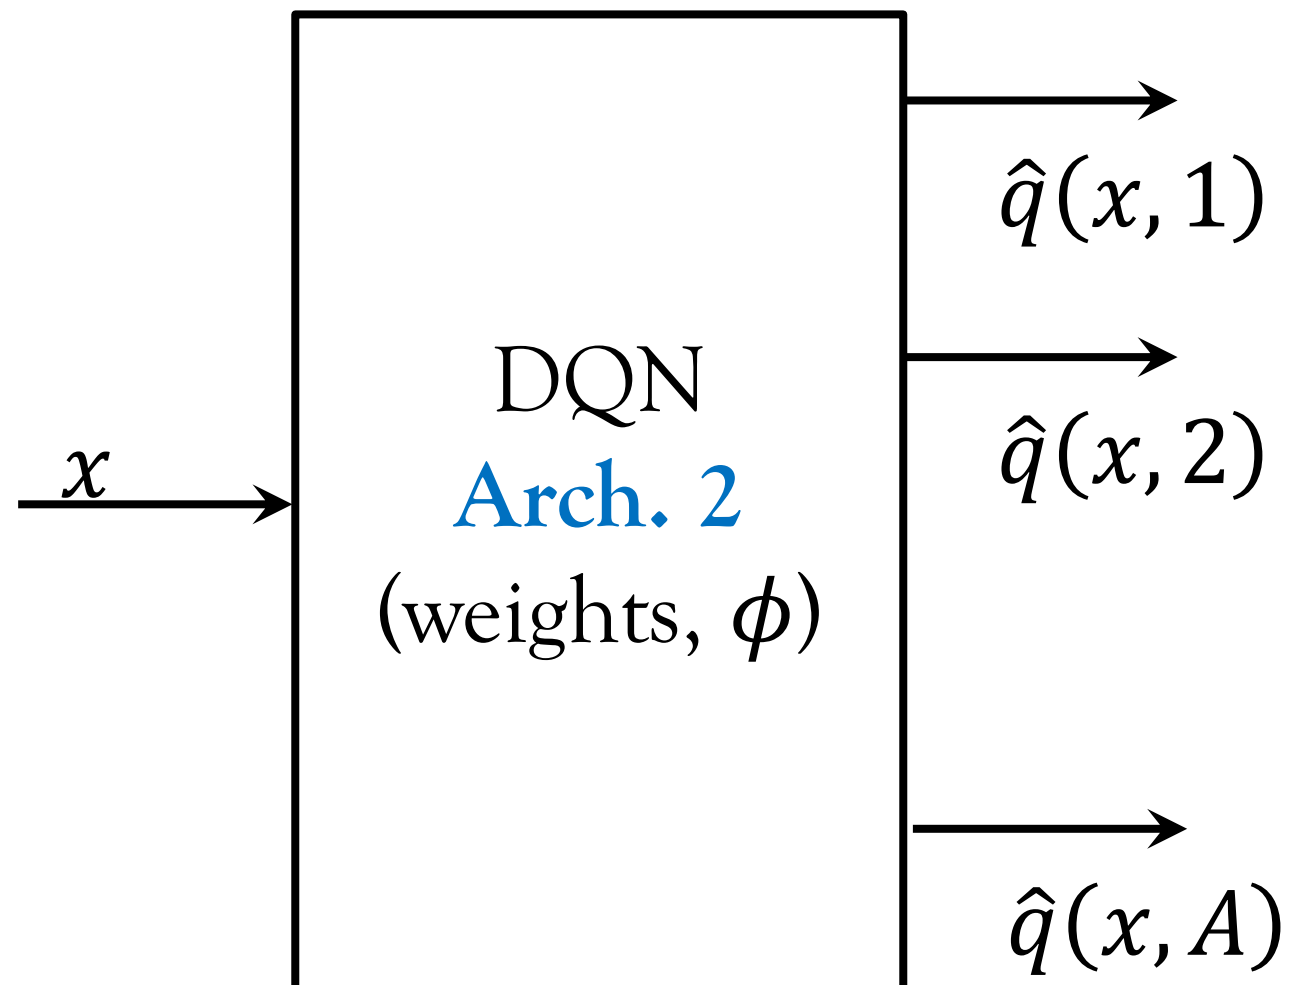 x
DQN
Arch. 2
(weights, ϕ)
q̂(x, 1)
q̂(x, 2)
q̂(x, A)